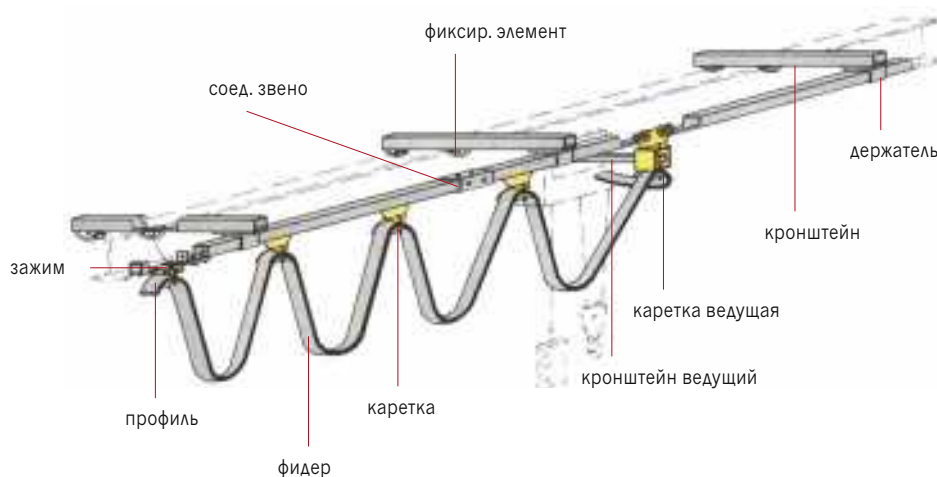 фиксир. элемент
соед. звено
держатель
кронштейн
зажим
каретка ведущая
кронштейн ведущий
каретка
профиль
фидер